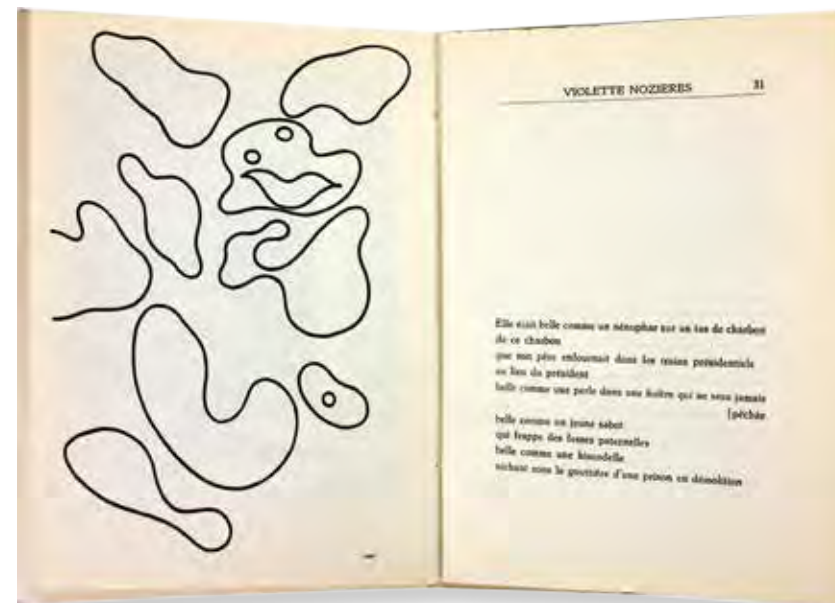 VIOLETTE NOZIERES 31
Elle était belle comme un nénuphar sur un tas de charbon
de ce charbon
que son père enfournait dans les trains présidentiels
au lieu du président
belle comme une perle dans une huître qui ne sera jamais
[pêchée
belle comme un jeune sabot
qui frappe des fesses paternelles
belle comme une hirondelle
nichant sous la gouttière d'une prison en démolition